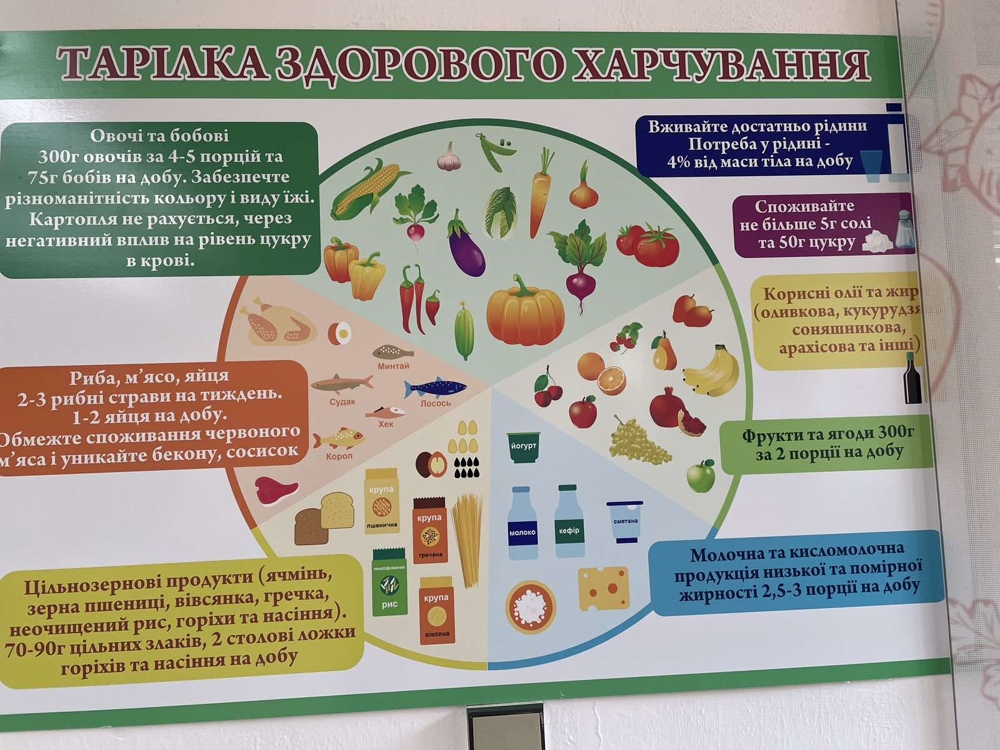 ТАРІЛКА ЗДОРОВОГО ХАРЧУВАННЯ
Овочі та бобові
300г овочів за 4-5 порцій та
75г бобів на добу. Забезпечте
різноманітність кольору і виду їжі.
Картопля не рахується, через
негативний вплив на рівень цукру
в крові.
Вживайте достатньо рідини
Потреба у рідині -
4% від маси тіла на добу
Споживайте
не більше 5г солі
та 50г цукру
Корисні олії та жир
(оливкова, кукурудзя
соняшникова,
арахісова та інші)
Риба, м’ясо, яйця
2-3 рибні страви на тиждень.
1-2 яйця на добу.
Обмежте споживання червоного
м’яса і уникайте бекону, сосисок
Минтай
Судак
Лосось
Хек
Короп
Фрукти та ягоди 300г
за 2 порції на добу
йогурт
молоко
кефір
сметана
крупа
пшенична
крупа
гречана
нешліфований
рис
крупа
вівсяна
Молочна та кисломолочна
продукція низької та помірної
жирності 2,5-3 порції на добу
Цільнозернові продукти (ячмінь,
зерна пшениці, вівсянка, гречка,
неочищений рис, горіхи та насіння).
70-90г цільних злаків, 2 столові ложки
горіхів та насіння на добу